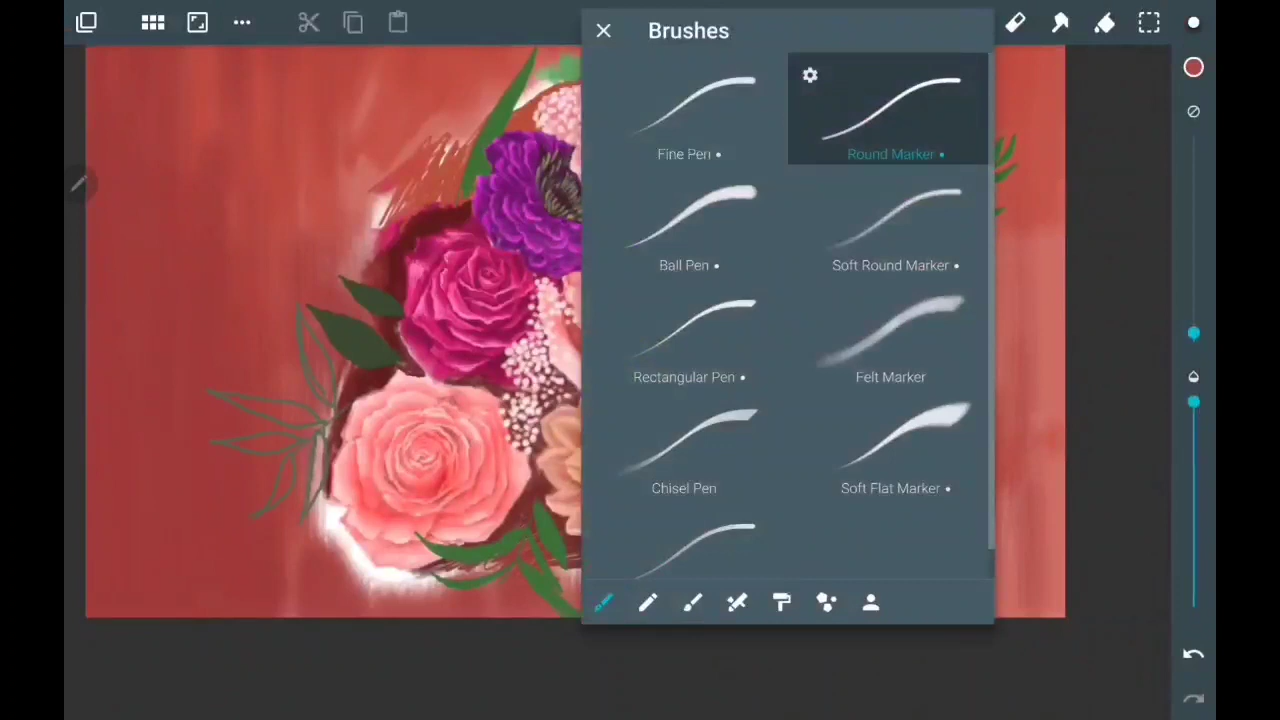 Brushes
Fine Pen •
Round Marker •
Ball Pen •
Soft Round Marker •
Rectangular Pen •
Felt Marker
Chisel Pen
Soft Flat Marker •